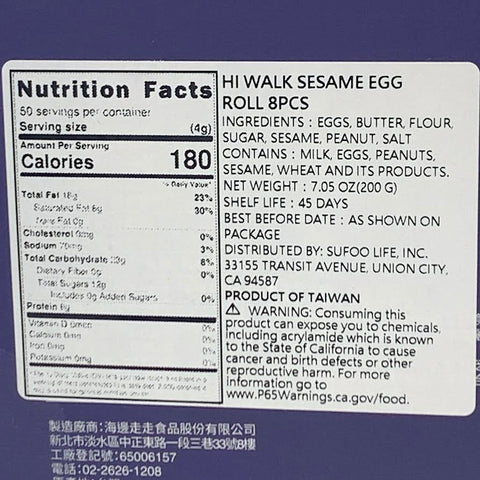 Nutrition Facts
50 servings per container
Serving size (4g)
Amount Per Serving
Calories 180
% Daily Value*
Total Fat 18g 23%
Saturated Fat 6g 30%
Trans Fat 0g
Cholesterol 0mg 0%
Sodium 70mg 3%
Total Carbohydrate 22g 8%
Dietary Fiber 0g 0%
Total Sugars 12g
Includes 0g Added Sugars 0%
Protein 6g
Vitamin D 0mcg 0%
Calcium 0mg 0%
Iron 0mg 0%
Potassium 0mg 0%
HI WALK SESAME EGG
ROLL 8PCS
INGREDIENTS : EGGS, BUTTER, FLOUR,
SUGAR, SESAME, PEANUT, SALT
CONTAINS : MILK, EGGS, PEANUTS,
SESAME, WHEAT AND ITS PRODUCTS.
NET WEIGHT : 7.05 OZ(200 G)
SHELF LIFE : 45 DAYS
BEST BEFORE DATE : AS SHOWN ON
PACKAGE
DISTRIBUTED BY: SUFOO LIFE, INC.
33155 TRANSIT AVENUE, UNION CITY,
CA 94587
PRODUCT OF TAIWAN
⚠ WARNING: Consuming this
product can expose you to chemicals,
including acrylamide which is known
to the State of California to cause
cancer and birth defects or other
reproductive harm. For more
information go to
www.P65Warnings.ca.gov/food.
製造廠商:海邊走走食品股份有限公司
新北市淡水區中正東路一段三巷33號8樓
工廠登記號:65006157
電話:02-2626-1208